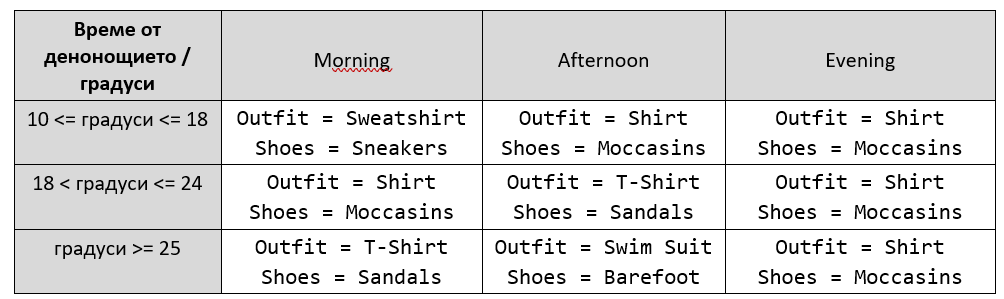 Време от
денонощието /
градуси
Morning
Afternoon
Evening
10 <= градуси <= 18
Outfit = Sweatshirt
Shoes = Sneakers
Outfit = Shirt
Shoes = Moccasins
Outfit = Shirt
Shoes = Moccasins
18 < градуси <= 24
Outfit = Shirt
Shoes = Moccasins
Outfit = T-Shirt
Shoes = Sandals
Outfit = Shirt
Shoes = Moccasins
градуси >= 25
Outfit = T-Shirt
Shoes = Sandals
Outfit = Swim Suit
Shoes = Barefoot
Outfit = Shirt
Shoes = Moccasins